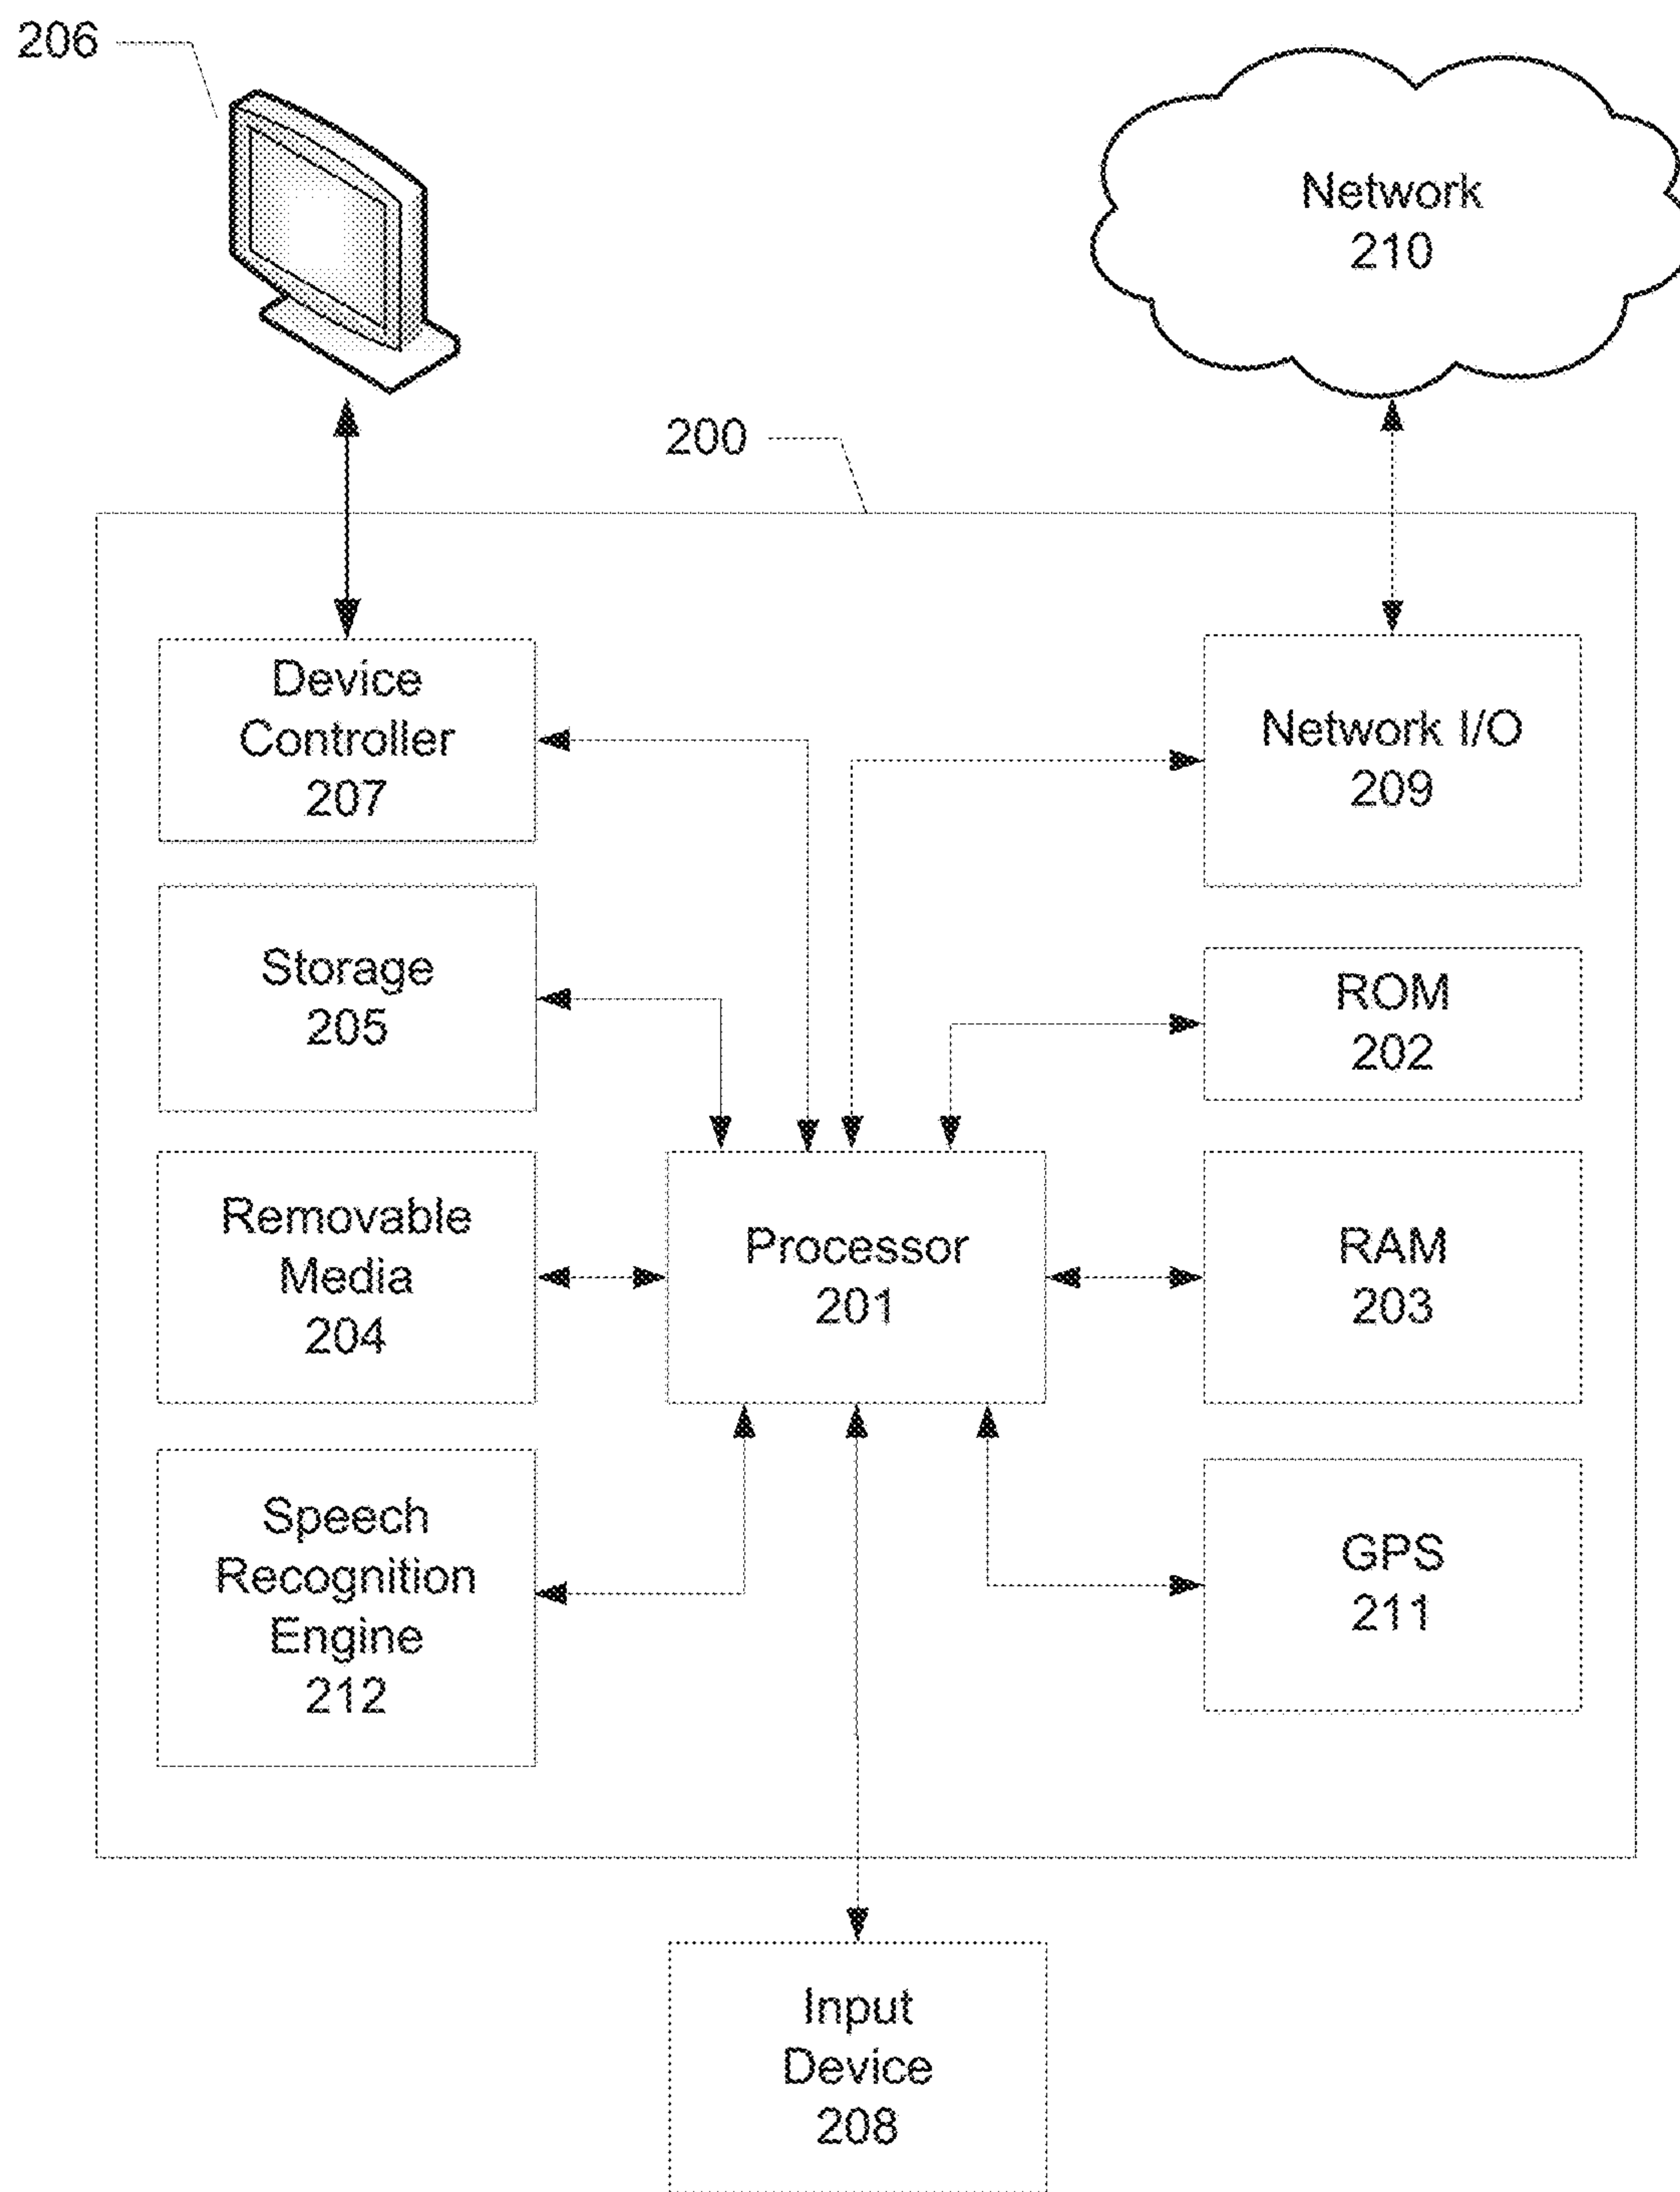 206
Network
210
200
Device
Controller
207
Network I/O
209
Storage
205
ROM
202
Removable
Media
204
Processor
201
RAM
203
Speech
Recognition
Engine
212
GPS
211
Input
Device
208